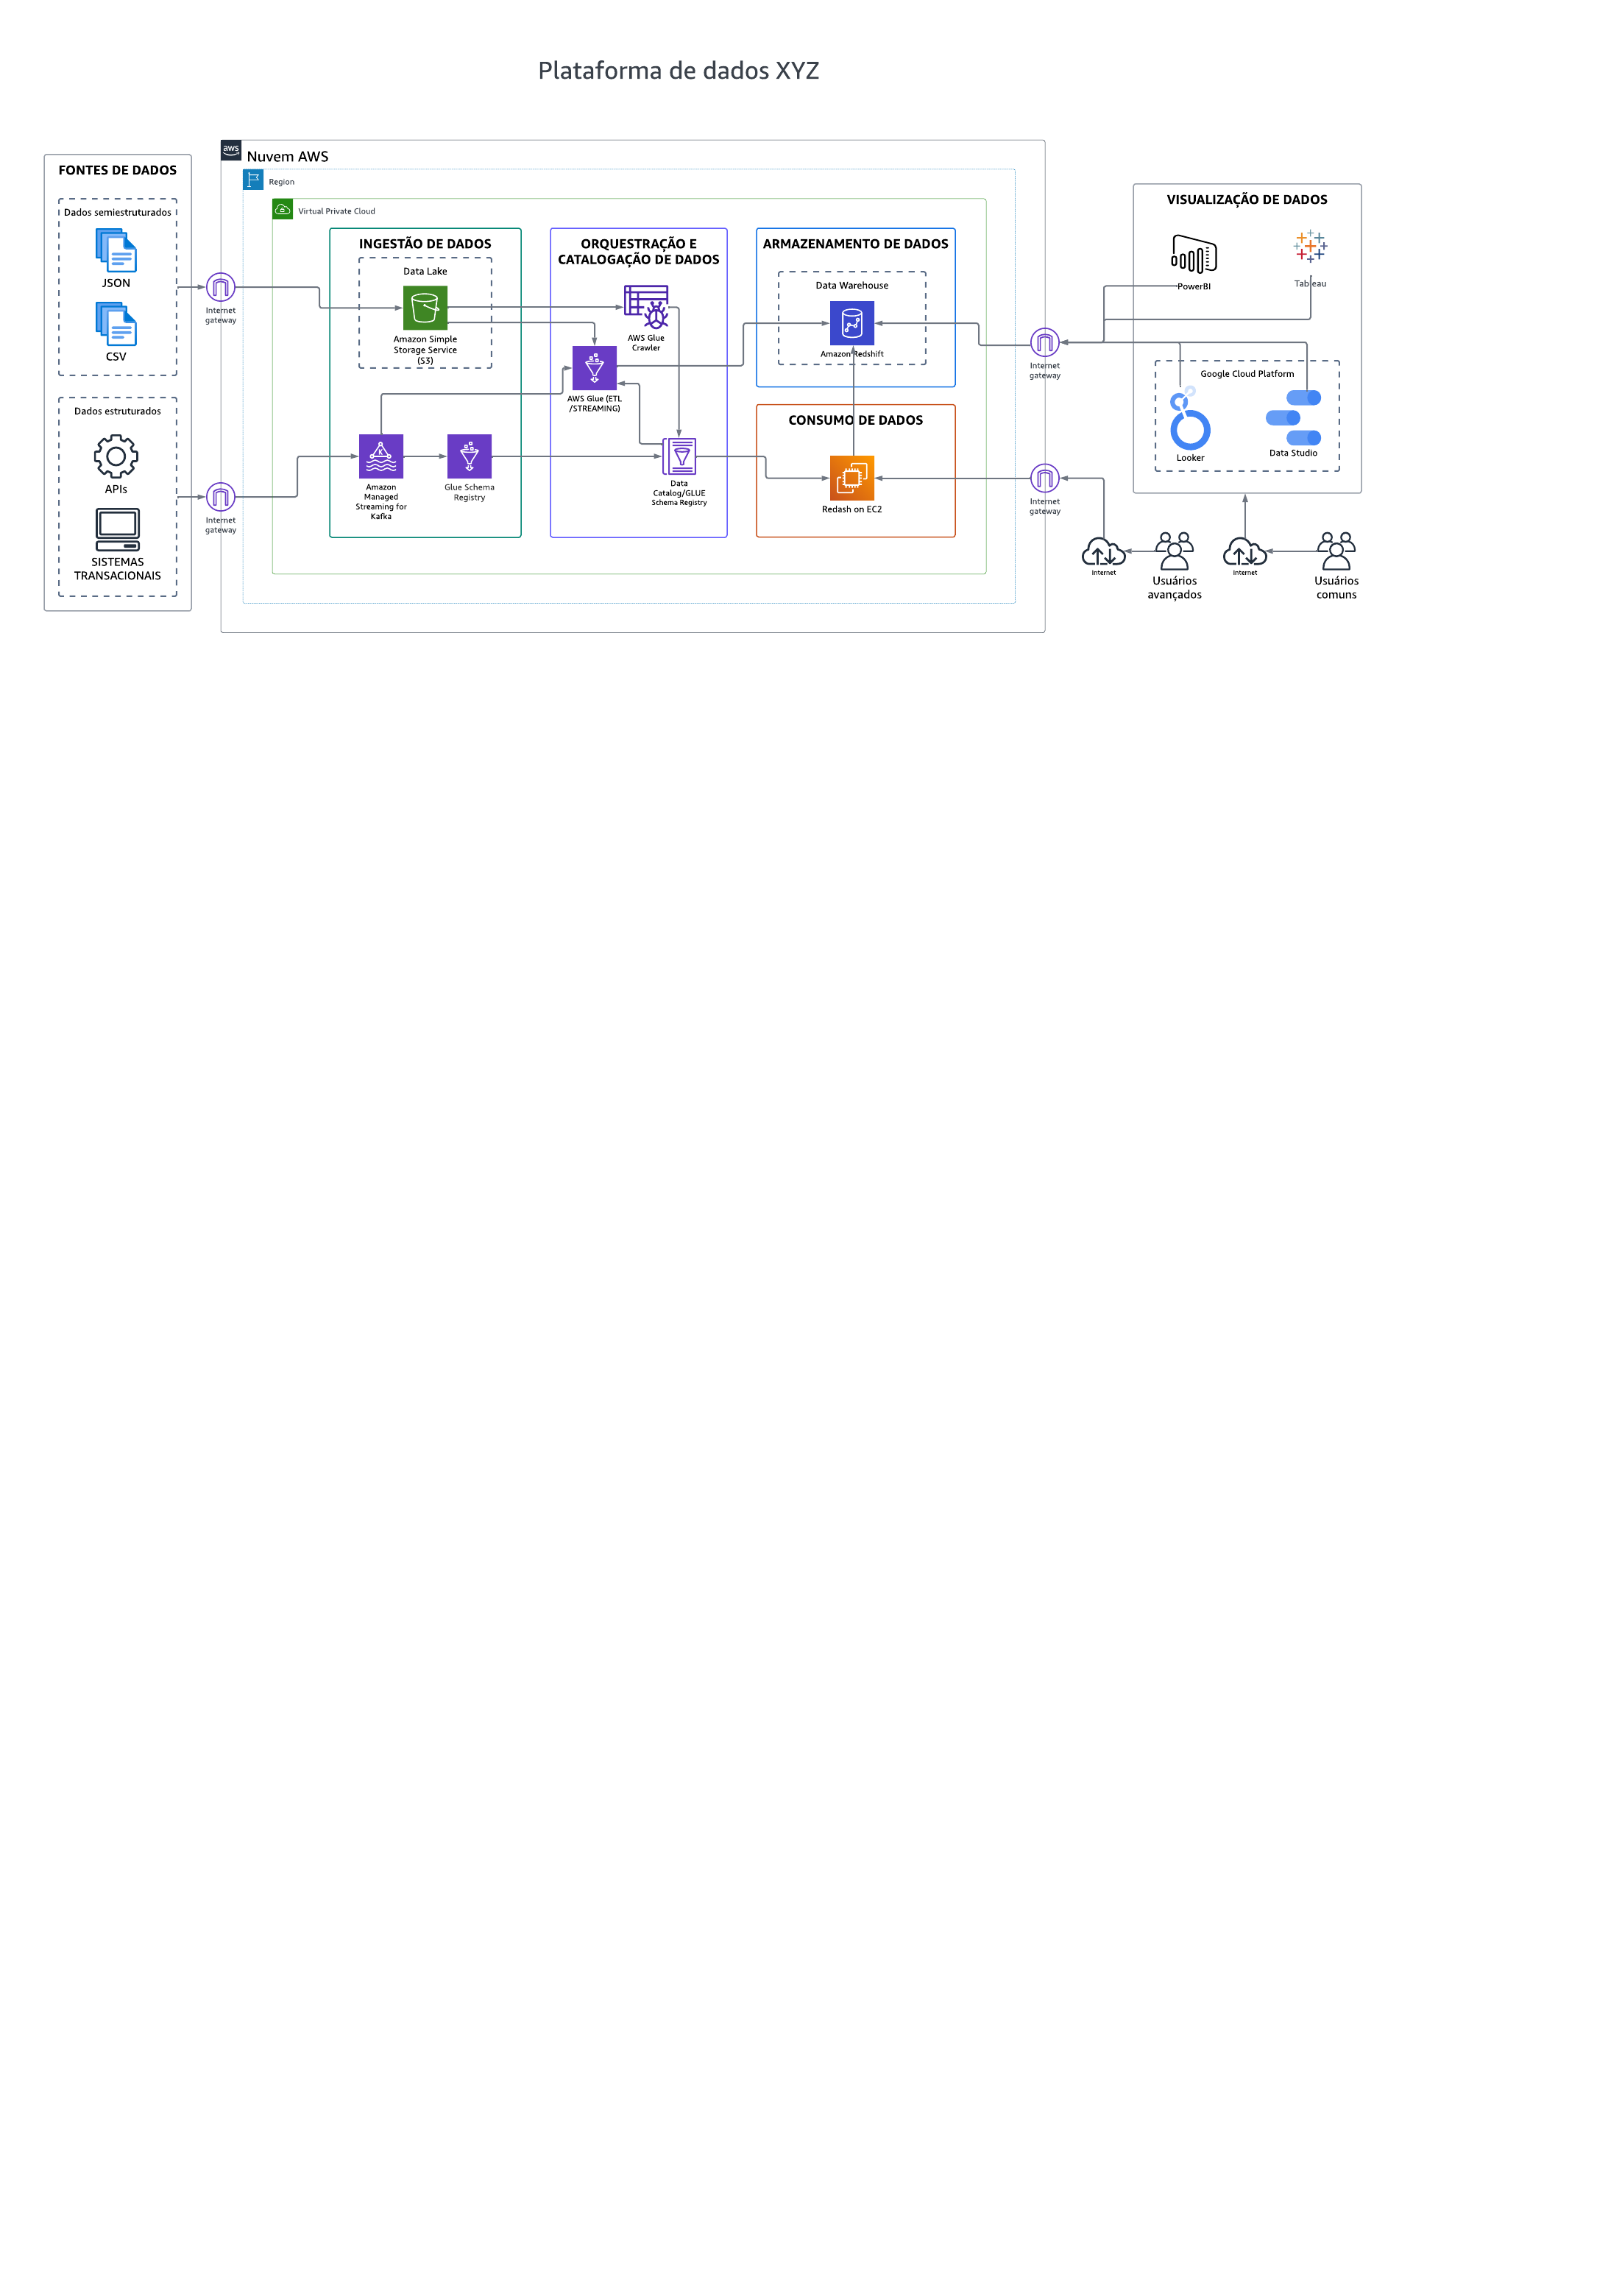 Plataforma de dados XYZ
aws
Nuvem AWS
Region
Virtual Private Cloud
FONTES DE DADOS
Dados semiestruturados
JSON
CSV
Dados estruturados
APIs
SISTEMAS
TRANSACIONAIS
Internet
gateway
Internet
gateway
INGESTÃO DE DADOS
Data Lake
Amazon Simple
Storage Service
(S3)
Amazon
Managed
Streaming for
Kafka
Glue Schema
Registry
ORQUESTRAÇÃO E
CATALOGAÇÃO DE DADOS
AWS Glue
Crawler
AWS Glue (ETL
/STREAMING)
Data
Catalog/GLUE
Schema Registry
ARMAZENAMENTO DE DADOS
Data Warehouse
Amazon Redshift
CONSUMO DE DADOS
Redash on EC2
Internet
gateway
Internet
gateway
VISUALIZAÇÃO DE DADOS
PowerBI
Tableau
Google Cloud Platform
Looker
Data Studio
Internet
Usuários
avançados
Internet
Usuários
comuns